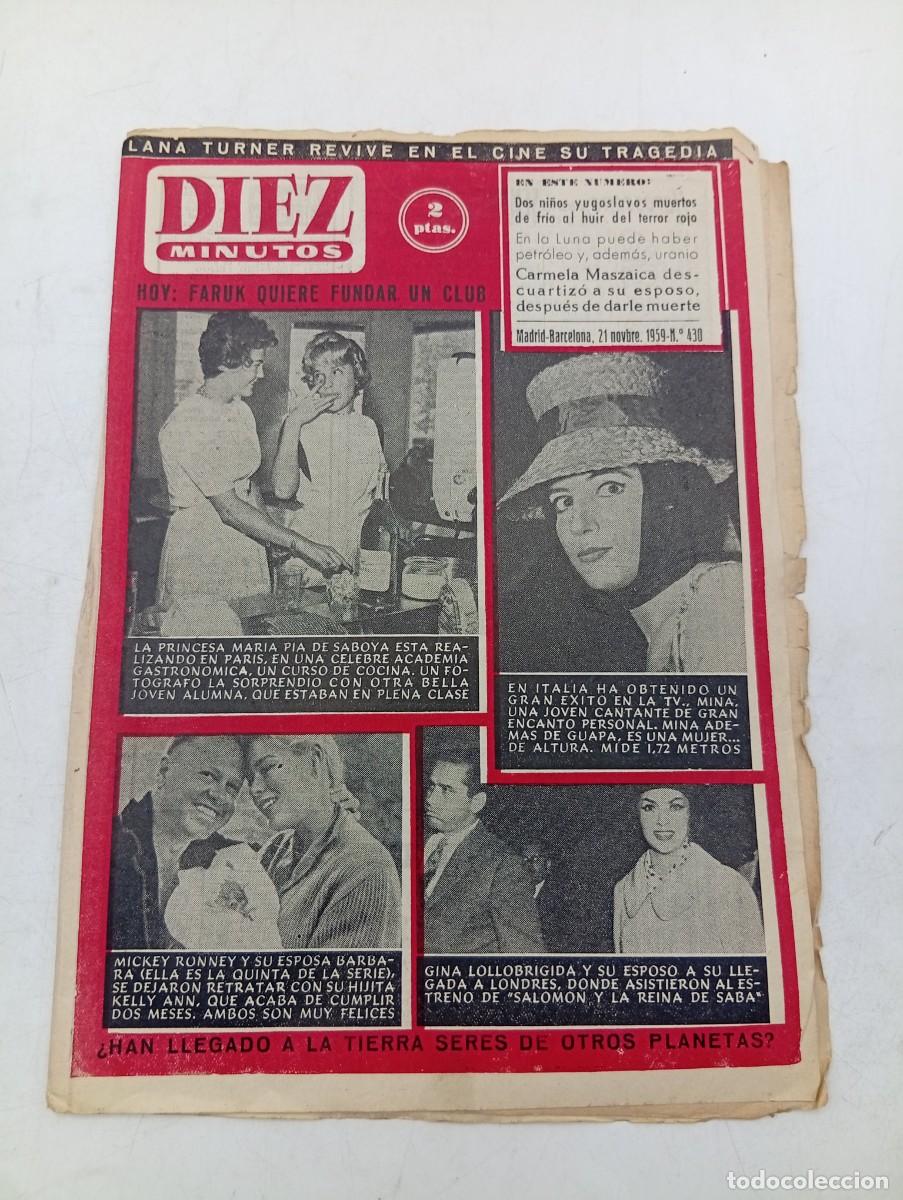 LANA TURNER REVIVE EN EL CINE SU TRAGEDIA
DIEZ
MINUTOS
2
ptas.
EN ESTE NUMERO:
Dos niños yugoslavos muertos
de frío al huir del terror rojo
En la Luna puede haber
petróleo y, además, uranio
Carmela Maszaica des-
cuartizó a su esposo,
después de darle muerte
Madrid-Barcelona, 21 novbre. 1959-N.º 430
HOY: FARUK QUIERE FUNDAR UN CLUB
LA PRINCESA MARIA PIA DE SABOYA ESTA REA-
LIZANDO EN PARIS, EN UNA CELEBRE ACADEMIA
GASTRONOMICA, UN CURSO DE COCINA. UN FO-
TOGRAFO LA SORPRENDIO CON OTRA BELLA
JOVEN ALUMNA, QUE ESTABAN EN PLENA CLASE
EN ITALIA HA OBTENIDO UN
GRAN EXITO EN LA TV., MINA,
UNA JOVEN CANTANTE DE GRAN
ENCANTO PERSONAL. MINA ADE-
MAS DE GUAPA, ES UNA MUJER...
DE ALTURA. MIDE 1,72 METROS
MICKEY RONNEY Y SU ESPOSA BARBA-
RA (ELLA ES LA QUINTA DE LA SERIE),
SE DEJARON RETRATAR CON SU HIJITA
KELLY ANN, QUE ACABA DE CUMPLIR
DOS MESES. AMBOS SON MUY FELICES
GINA LOLLOBRIGIDA Y SU ESPOSO A SU LLE-
GADA A LONDRES, DONDE ASISTIERON AL ES-
TRENO DE "SALOMON Y LA REINA DE SABA"
¿HAN LLEGADO A LA TIERRA SERES DE OTROS PLANETAS?
todocoleccion